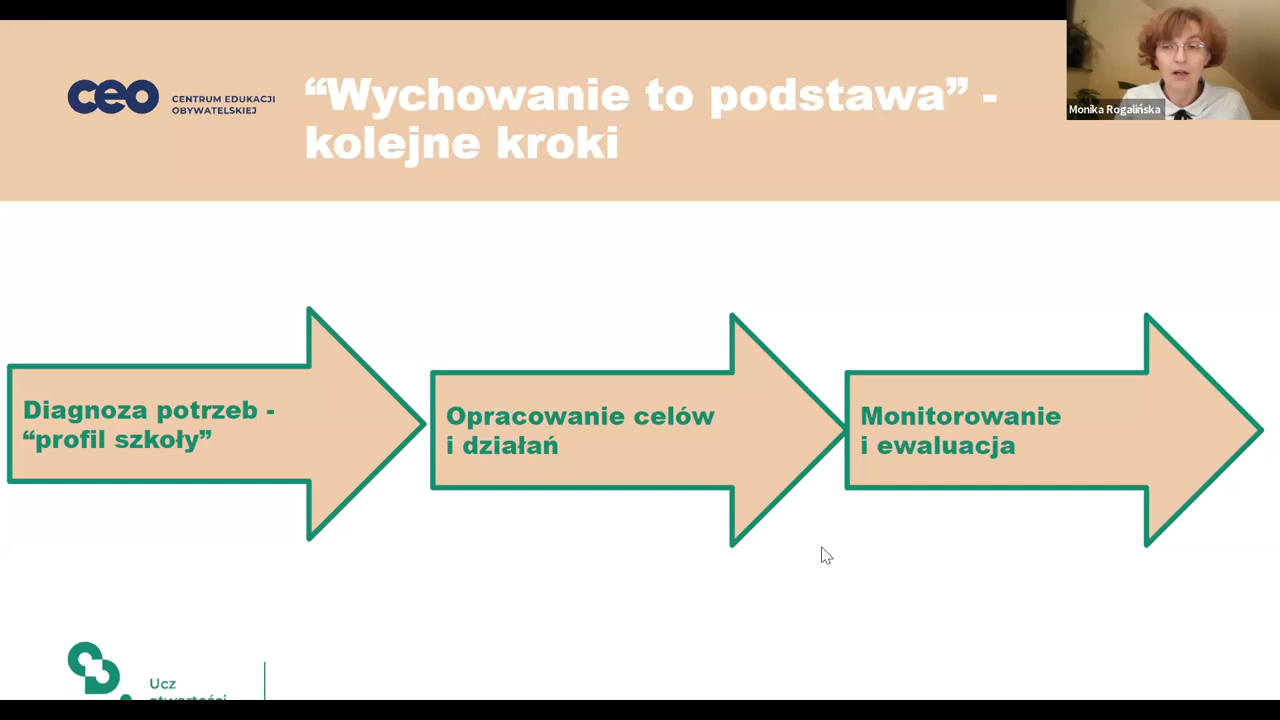 ceo CENTRUM EDUKACJI
OBYWATELSKIEJ
“Wychowanie to podstawa” -
kolejne kroki
Monika Rogalińska
Diagnoza potrzeb -
“profil szkoły”
Opracowanie celów
i działań
Monitorowanie
i ewaluacja
Ucz
otwartości